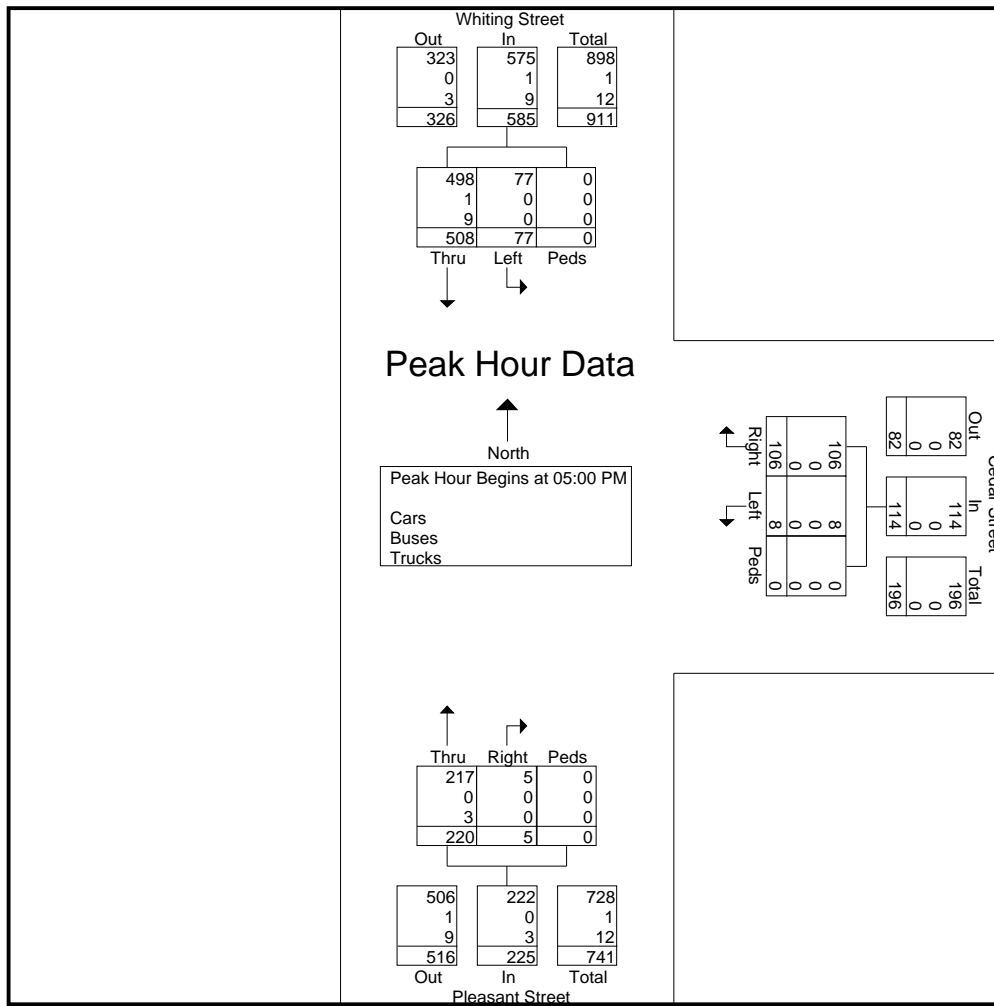 Whiting Street
Out In Total
323 575 898
0 1 1
3 9 12
326 585 911
498 77 0
1 0 0
9 0 0
508 77 0
Thru Left Peds
Peak Hour Data
North
Peak Hour Begins at 05:00 PM
Cars
Buses
Trucks
Cedar Street
Out In Total
82 114 196
0 0 0
0 0 0
82 114 196
106 8 0
0 0 0
0 0 0
106 8 0
Right Left Peds
Thru Right Peds
217 5 0
0 0 0
3 0 0
220 5 0
506 222 728
1 0 1
9 3 12
516 225 741
Out In Total
Pleasant Street